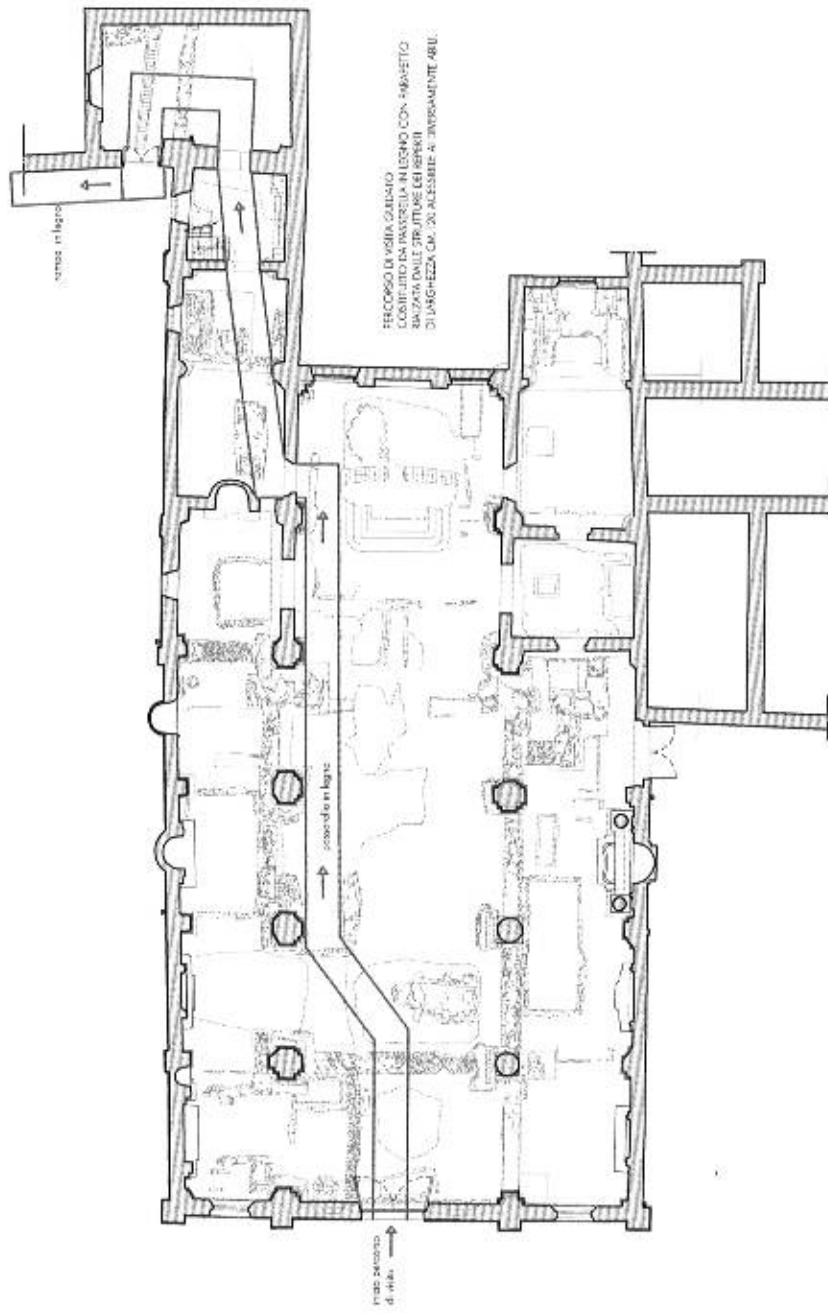 rampa in legno
PERCORSO DI VISITA GUIDATO
COSTITUITO DA PASSERELLA IN LEGNO CON PARAPETTO
RIALZATA DALLE STRUTTURE DEI REPERTI
DI LARGHEZZA CM. 120 ACESSIBILE AI DIVERSAMENTE ABILI.
passerella in legno
inizio percorso
di visita